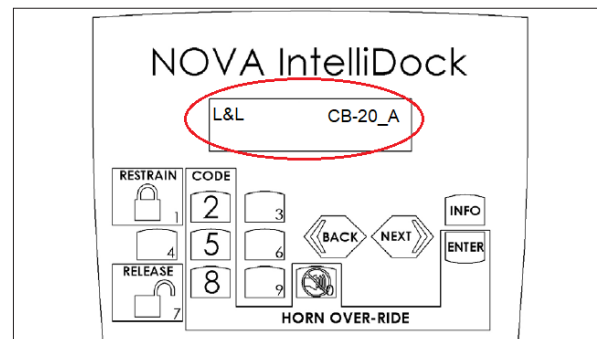 NOVA IntelliDock
L&L CB-20_A
RESTRAIN CODE
1 2 3
BACK NEXT INFO
4 5 6 ENTER
RELEASE
7 8 9
HORN OVER-RIDE